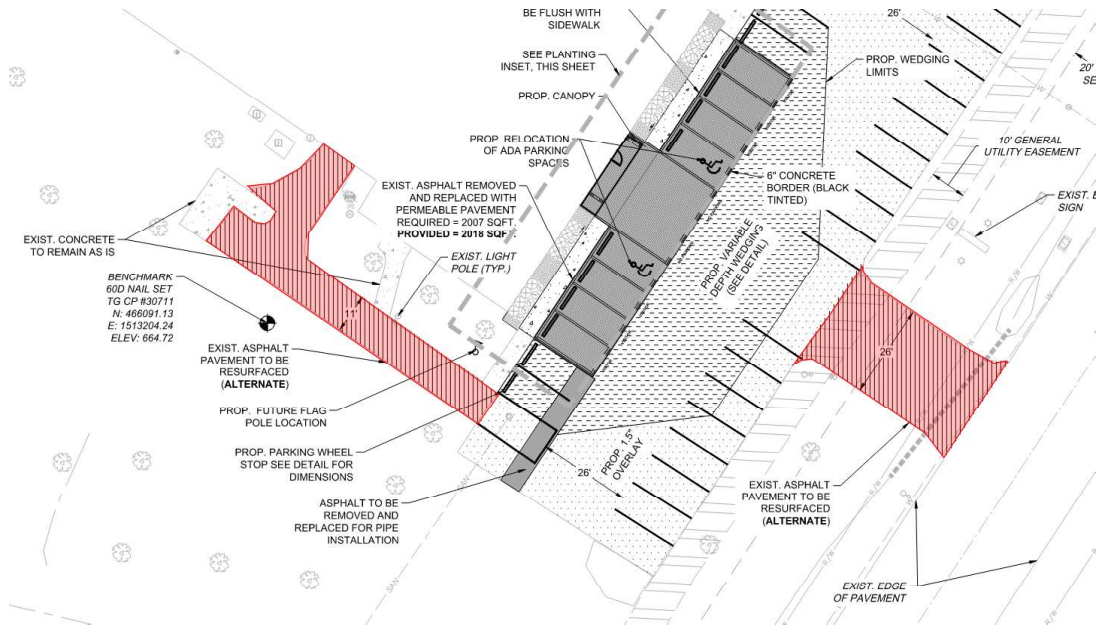 BE FLUSH WITH
SIDEWALK
26'
SEE PLANTING
INSET, THIS SHEET
PROP. WEDGING
LIMITS
20'
SE
PROP. CANOPY
PROP. RELOCATION
OF ADA PARKING
SPACES
10' GENERAL
UTILITY EASEMENT
6" CONCRETE
BORDER (BLACK
TINTED)
EXIST. ASPHALT REMOVED
AND REPLACED WITH
PERMEABLE PAVEMENT
REQUIRED = 2007 SQFT.
PROVIDED = 2018 SQFT.
EXIST. E
SIGN
EXIST. CONCRETE
TO REMAIN AS IS
EXIST. LIGHT
POLE (TYP.)
PROP. VARIABLE
DEPTH WEDGING
(SEE DETAIL)
BENCHMARK
60D NAIL SET
TG CP #30711
N: 466091.13
E: 1513204.24
ELEV: 664.72
11'
26'
EXIST. ASPHALT
PAVEMENT TO BE
RESURFACED
(ALTERNATE)
PROP. FUTURE FLAG
POLE LOCATION
PROP. PARKING WHEEL
STOP SEE DETAIL FOR
DIMENSIONS
PROP. 1.5"
OVERLAY
26'
ASPHALT TO BE
REMOVED AND
REPLACED FOR PIPE
INSTALLATION
EXIST. ASPHALT
PAVEMENT TO BE
RESURFACED
(ALTERNATE)
SAN
SAN
R/W
R/W
R/W
R/W
W
W
W
EXIST. EDGE
OF PAVEMENT